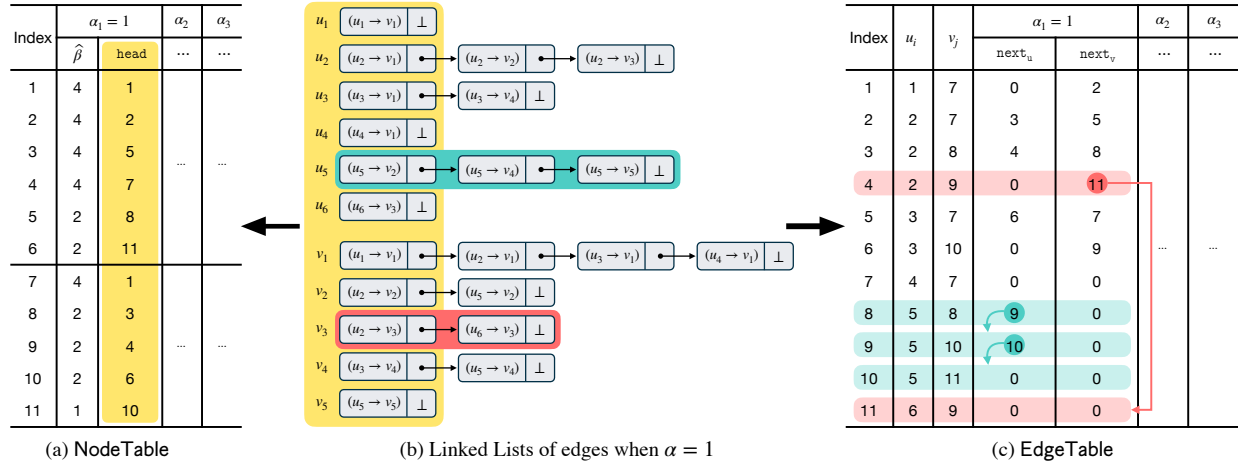 Index α₁ = 1 α₂ α₃
β̂ head ... ...
1 4 1
2 4 2
3 4 5 ... ...
4 4 7
5 2 8
6 2 11
7 4 1
8 2 3
9 2 4 ... ...
10 2 6
11 1 10
(a) NodeTable
u₁ (u₁ → v₁) ⊥
u₂ (u₂ → v₁) (u₂ → v₂) (u₂ → v₃) ⊥
u₃ (u₃ → v₁) (u₃ → v₄) ⊥
u₄ (u₄ → v₁) ⊥
u₅ (u₅ → v₂) (u₅ → v₄) (u₅ → v₅) ⊥
u₆ (u₆ → v₃) ⊥
v₁ (u₁ → v₁) (u₂ → v₁) (u₃ → v₁) (u₄ → v₁) ⊥
v₂ (u₂ → v₂) (u₅ → v₂) ⊥
v₃ (u₂ → v₃) (u₆ → v₃) ⊥
v₄ (u₃ → v₄) (u₅ → v₄) ⊥
v₅ (u₅ → v₅) ⊥
(b) Linked Lists of edges when α = 1
Index uᵢ vⱼ α₁ = 1 α₂ α₃
nextᵤ nextᵥ ... ...
1 1 7 0 2
2 2 7 3 5
3 2 8 4 8
4 2 9 0 11
5 3 7 6 7
6 3 10 0 9 ... ...
7 4 7 0 0
8 5 8 9 0
9 5 10 10 0
10 5 11 0 0
11 6 9 0 0
(c) EdgeTable